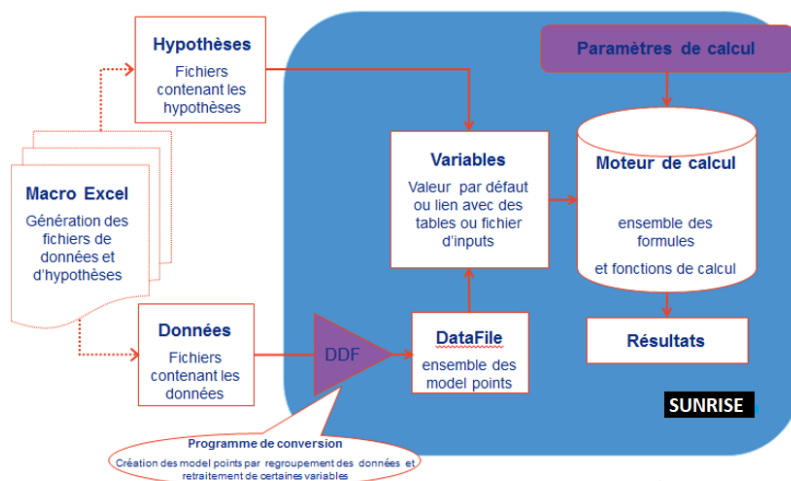 Hypothèses
Fichiers
contenant les
hypothèses
Paramètres de calcul
Macro Excel
Génération des
fichiers de
données et
d'hypothèses
Variables
Valeur par défaut
ou lien avec des
tables ou fichier
d'inputs
Moteur de calcul
ensemble des
formules
et fonctions de calcul
Données
Fichiers
contenant les
données
DDF
DataFile
ensemble des
model points
Résultats
SUNRISE
Programme de conversion
Création des model points par regroupement des données et
retraitement de certaines variables